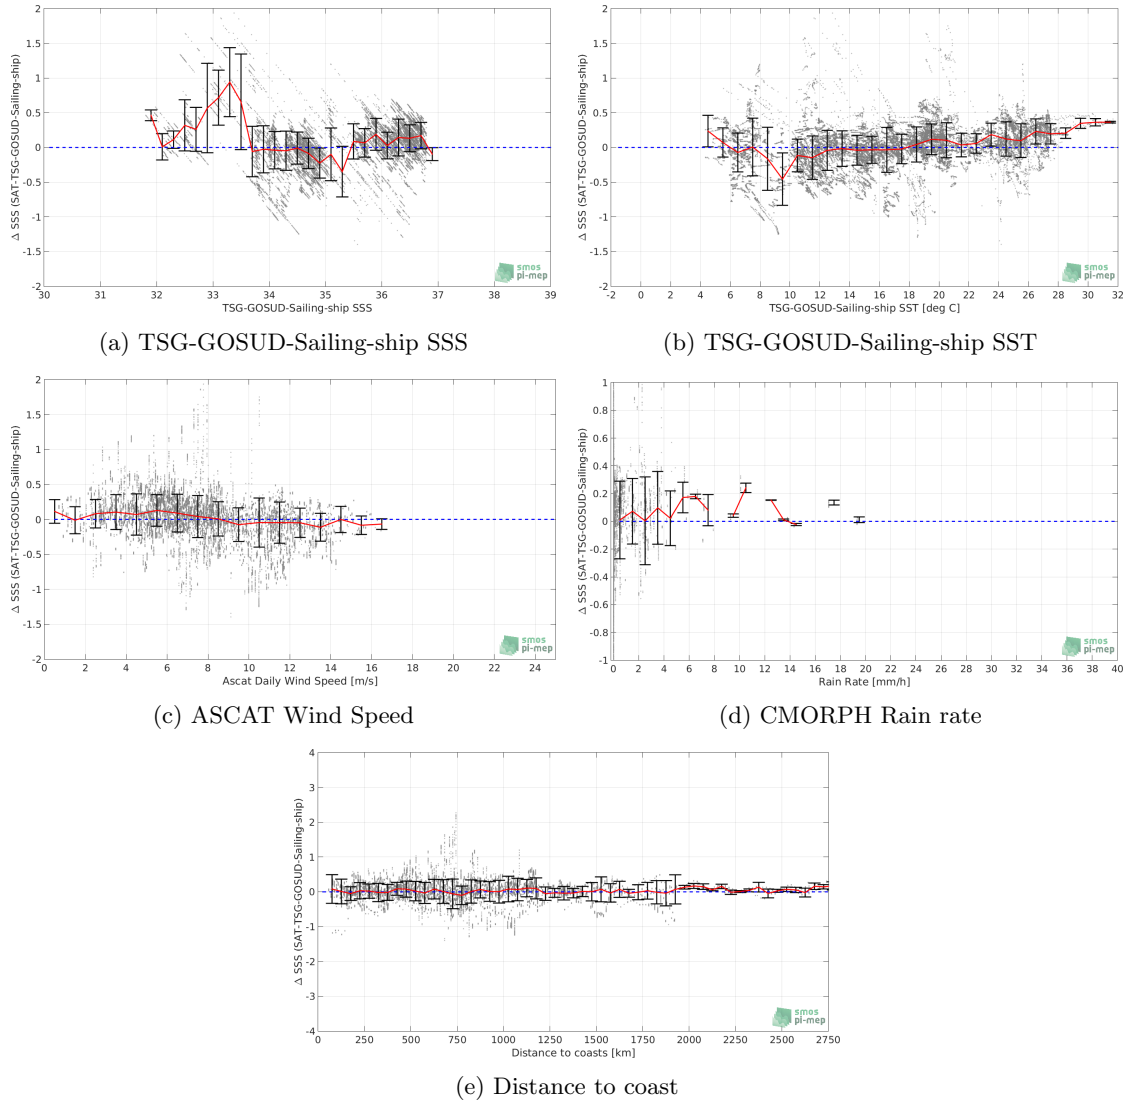 2
1.5
1
0.5
0
-0.5
-1
-1.5
-2
Δ SSS (SAT-TSG-GOSUD-Sailing-ship)
30 31 32 33 34 35 36 37 38 39
TSG-GOSUD-Sailing-ship SSS
smos
pi-mep
(a) TSG-GOSUD-Sailing-ship SSS
2
1.5
1
0.5
0
-0.5
-1
-1.5
-2
Δ SSS (SAT-TSG-GOSUD-Sailing-ship)
-2 0 2 4 6 8 10 12 14 16 18 20 22 24 26 28 30 32
TSG-GOSUD-Sailing-ship SST [deg C]
smos
pi-mep
(b) TSG-GOSUD-Sailing-ship SST
2
1.5
1
0.5
0
-0.5
-1
-1.5
-2
Δ SSS (SAT-TSG-GOSUD-Sailing-ship)
0 2 4 6 8 10 12 14 16 18 20 22 24
Ascat Daily Wind Speed [m/s]
smos
pi-mep
(c) ASCAT Wind Speed
1
0.8
0.6
0.4
0.2
0
-0.2
-0.4
-0.6
-0.8
-1
Δ SSS (SAT-TSG-GOSUD-Sailing-ship)
0 2 4 6 8 10 12 14 16 18 20 22 24 26 28 30 32 34 36 38 40
Rain Rate [mm/h]
smos
pi-mep
(d) CMORPH Rain rate
4
3
2
1
0
-1
-2
-3
-4
Δ SSS (SAT-TSG-GOSUD-Sailing-ship)
0 250 500 750 1000 1250 1500 1750 2000 2250 2500 2750
Distance to coasts [km]
smos
pi-mep
(e) Distance to coast